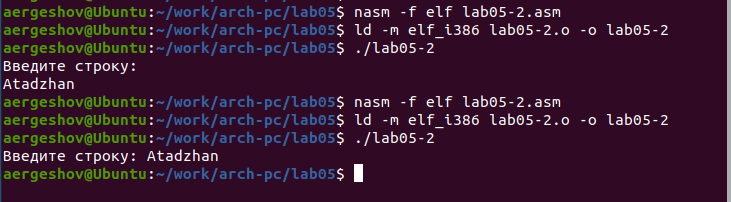 aergeshov@Ubuntu:~/work/arch-pc/lab05$ nasm -f elf lab05-2.asm
aergeshov@Ubuntu:~/work/arch-pc/lab05$ ld -m elf_i386 lab05-2.o -o lab05-2
aergeshov@Ubuntu:~/work/arch-pc/lab05$ ./lab05-2
Введите строку:
Atadzhan
aergeshov@Ubuntu:~/work/arch-pc/lab05$ nasm -f elf lab05-2.asm
aergeshov@Ubuntu:~/work/arch-pc/lab05$ ld -m elf_i386 lab05-2.o -o lab05-2
aergeshov@Ubuntu:~/work/arch-pc/lab05$ ./lab05-2
Введите строку: Atadzhan
aergeshov@Ubuntu:~/work/arch-pc/lab05$